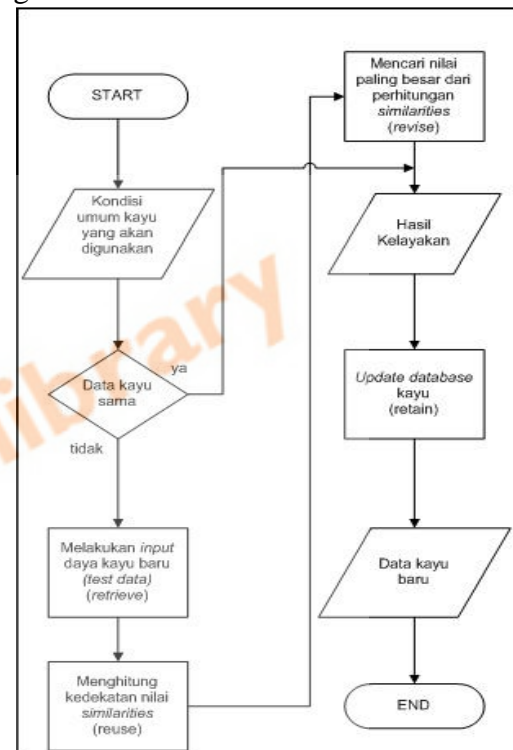 START
Kondisi
umum kayu
yang akan
digunakan
Data kayu
sama
ya
tidak
Melakukan input
daya kayu baru
(test data)
(retrieve)
Menghitung
kedekatan nilai
similarities
(reuse)
Mencari nilai
paling besar dari
perhitungan
similarities
(revise)
Hasil
Kelayakan
Update database
kayu
(retain)
Data kayu
baru
END
library